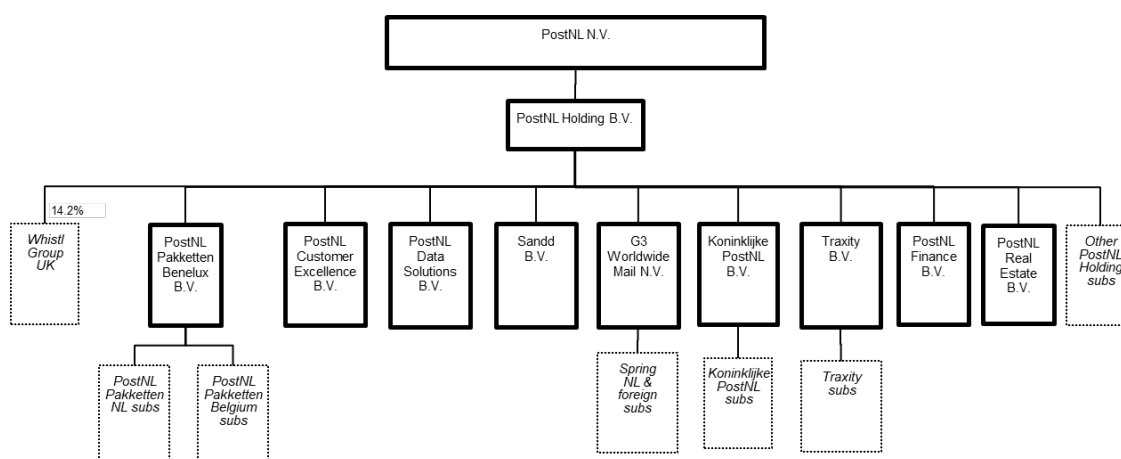 PostNL N.V.
PostNL Holding B.V.
14.2%
Whistl
Group
UK
PostNL
Pakketten
Benelux
B.V.
PostNL
Customer
Excellence
B.V.
PostNL
Data
Solutions
B.V.
Sandd
B.V.
G3
Worldwide
Mail N.V.
Koninklijke
PostNL
B.V.
Traxity
B.V.
PostNL
Finance
B.V.
PostNL
Real
Estate
B.V.
Other
PostNL
Holding
subs
PostNL
Pakketten
NL subs
PostNL
Pakketten
Belgium
subs
Spring
NL &
foreign
subs
Koninklijke
PostNL
subs
Traxity
subs